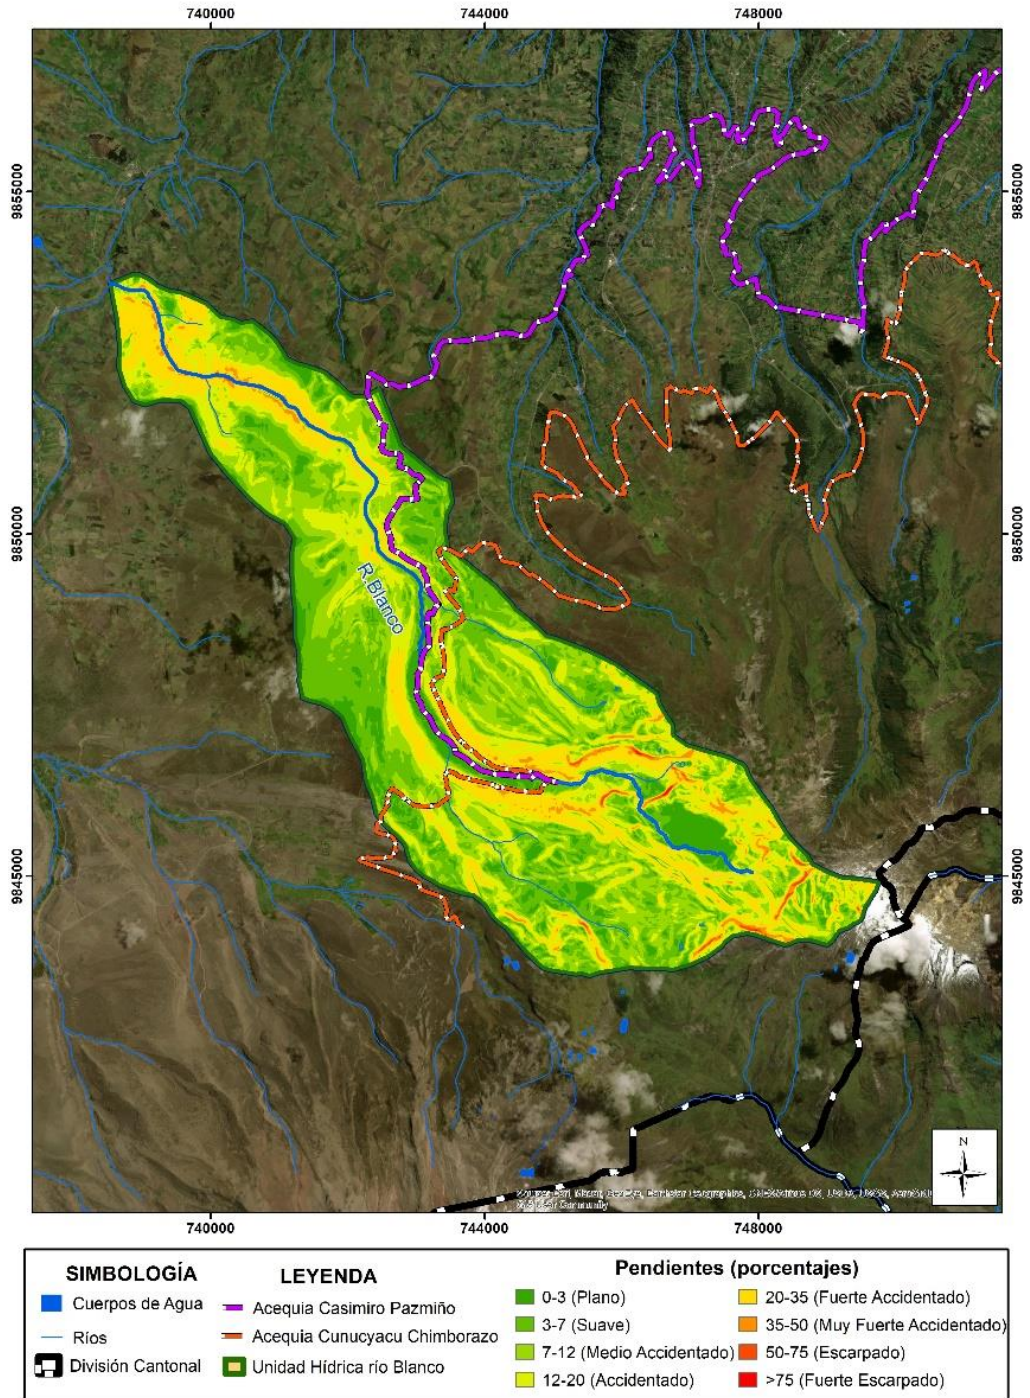 740000 744000 748000
9855000 9855000
9850000 9850000
R. Blanco
9845000 9845000
N
740000 744000 748000
SIMBOLOGÍA
Cuerpos de Agua
Ríos
División Cantonal
LEYENDA
Acequia Casimiro Pazmiño
Acequia Cunucyacu Chimborazo
Unidad Hídrica río Blanco
Pendientes (porcentajes)
0-3 (Plano)
3-7 (Suave)
7-12 (Medio Accidentado)
12-20 (Accidentado)
20-35 (Fuerte Accidentado)
35-50 (Muy Fuerte Accidentado)
50-75 (Escarpado)
>75 (Fuerte Escarpado)